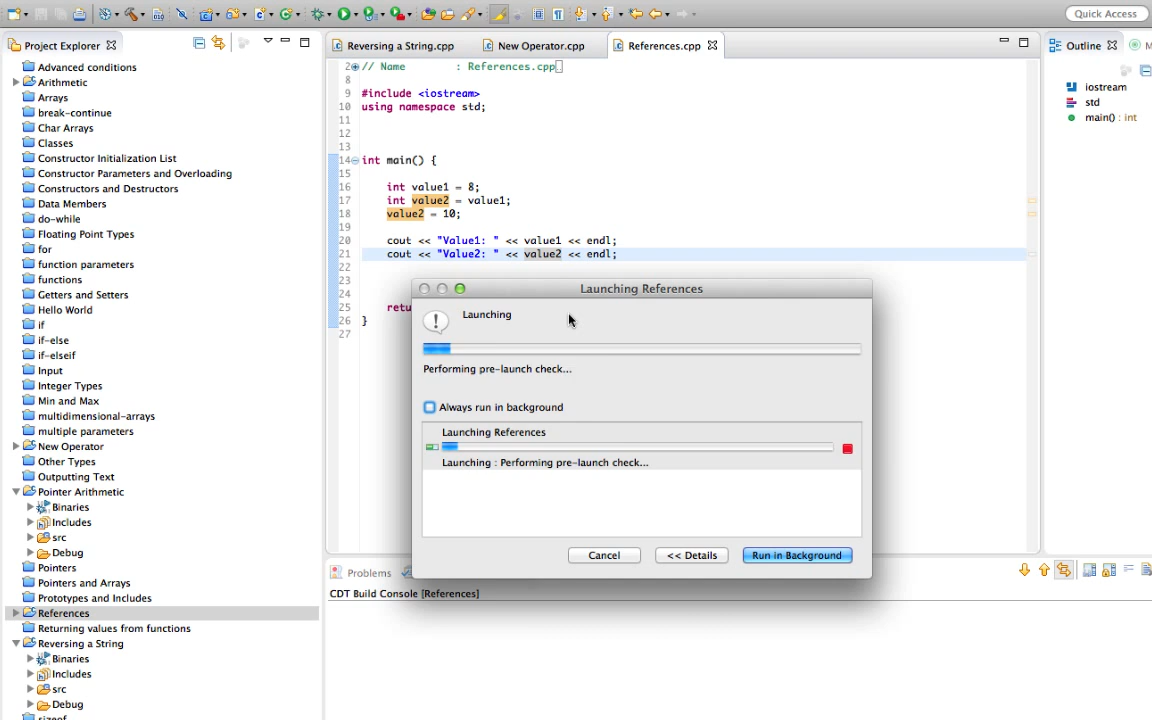 Quick Access
Project Explorer
Advanced conditions
Arithmetic
Arrays
break-continue
Char Arrays
Classes
Constructor Initialization List
Constructor Parameters and Overloading
Constructors and Destructors
Data Members
do-while
Floating Point Types
for
function parameters
functions
Getters and Setters
Hello World
if
if-else
if-elseif
Input
Integer Types
Min and Max
multidimensional-arrays
multiple parameters
New Operator
Other Types
Outputting Text
Pointer Arithmetic
Binaries
Includes
src
Debug
Pointers
Pointers and Arrays
Prototypes and Includes
References
Returning values from functions
Reversing a String
Binaries
Includes
src
Debug
sizeof
Reversing a String.cpp New Operator.cpp References.cpp
2 // Name : References.cpp
8
9 #include <iostream>
10 using namespace std;
11
12
13
14 int main() {
15
16 int value1 = 8;
17 int value2 = value1;
18 value2 = 10;
19
20 cout << "Value1: " << value1 << endl;
21 cout << "Value2: " << value2 << endl;
22
23
24
25 retu
26 }
27
Launching References
Launching
Performing pre-launch check...
Always run in background
Launching References
Launching : Performing pre-launch check...
Cancel << Details Run in Background
Problems
CDT Build Console [References]
Outline M
iostream
std
main() : int